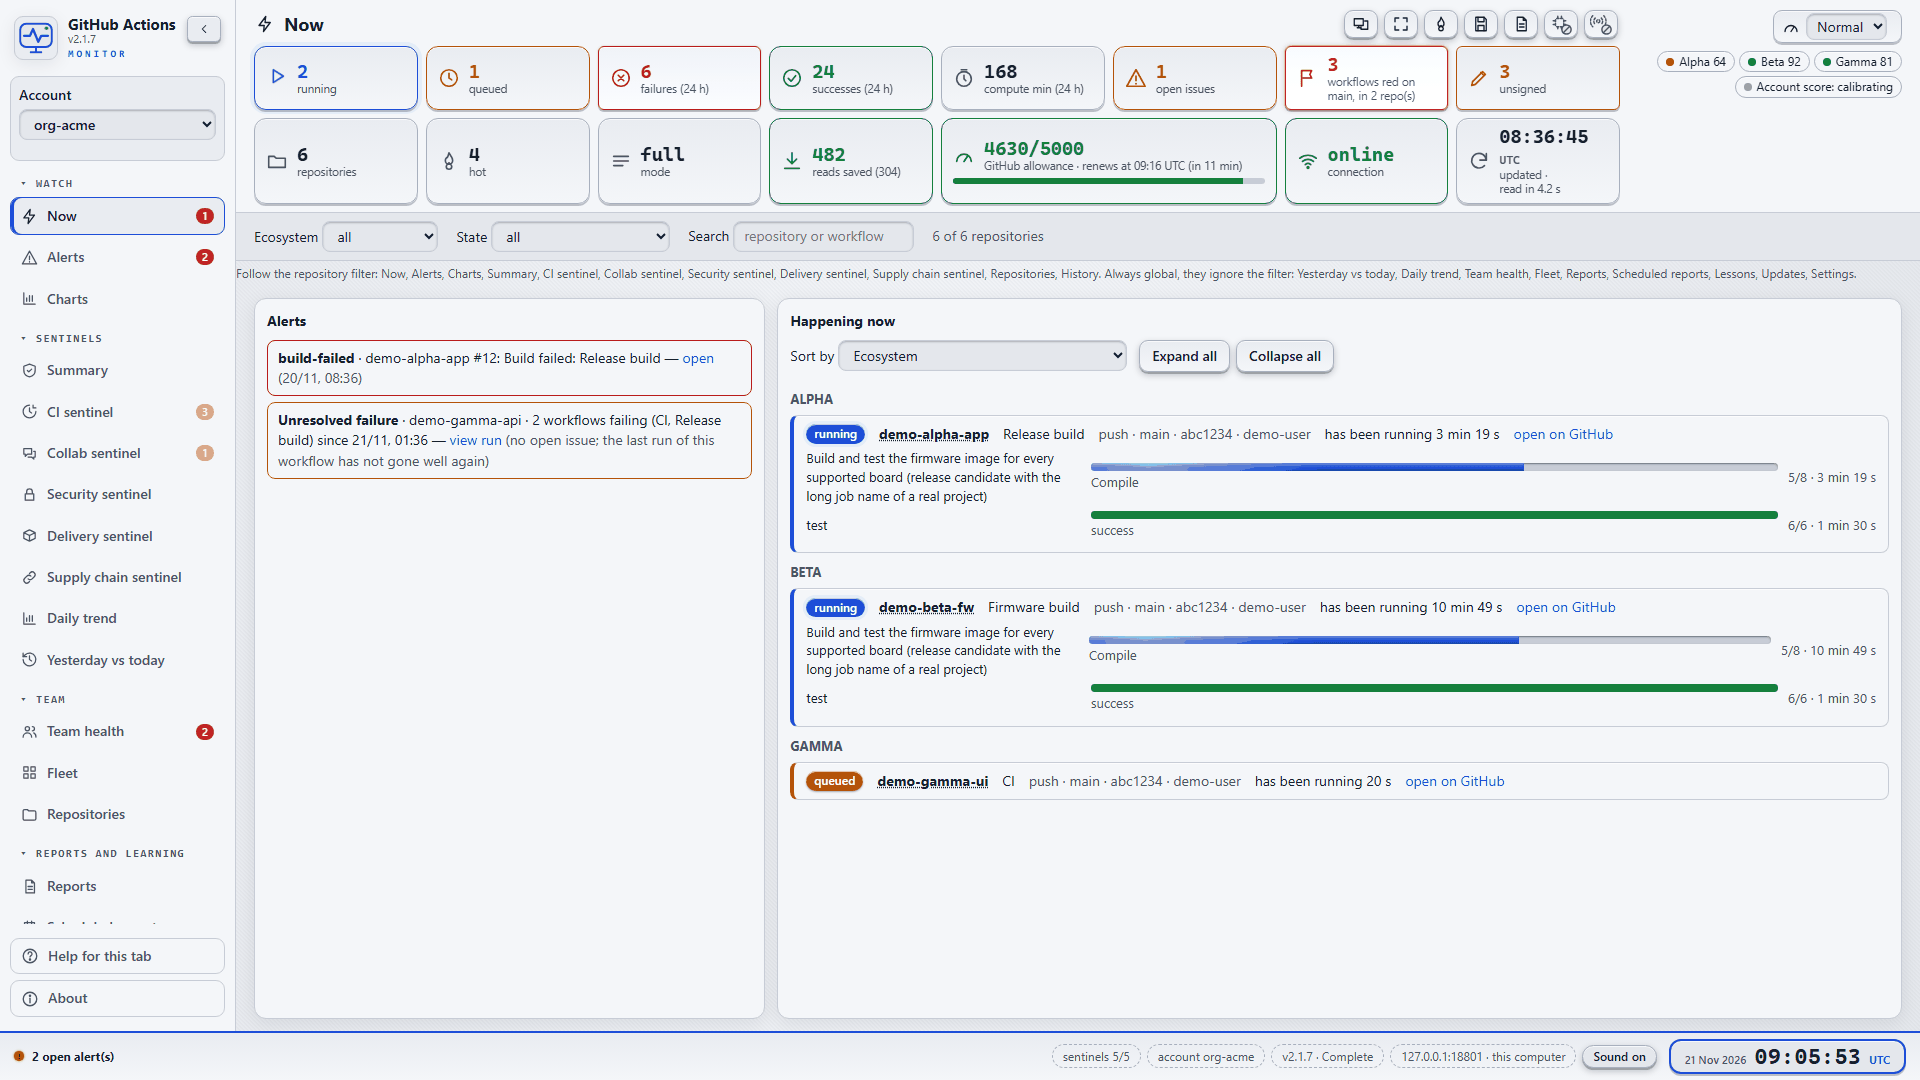 GitHub Actions
v2.1.7
MONITOR
Account
org-acme
WATCH
Now 1
Alerts 2
Charts
SENTINELS
Summary
CI sentinel 3
Collab sentinel 1
Security sentinel
Delivery sentinel
Supply chain sentinel
Daily trend
Yesterday vs today
TEAM
Team health 2
Fleet
Repositories
REPORTS AND LEARNING
Reports
Help for this tab
About
Now
Normal
2
running
1
queued
6
failures (24 h)
24
successes (24 h)
168
compute min (24 h)
1
open issues
3
workflows red on
main, in 2 repo(s)
3
unsigned
Alpha 64
Beta 92
Gamma 81
Account score: calibrating
6
repositories
4
hot
full
mode
482
reads saved (304)
4630/5000
GitHub allowance · renews at 09:16 UTC (in 11 min)
online
connection
08:36:45
UTC
updated ·
read in 4.2 s
Ecosystem all State all Search repository or workflow 6 of 6 repositories
Follow the repository filter: Now, Alerts, Charts, Summary, CI sentinel, Collab sentinel, Security sentinel, Delivery sentinel, Supply chain sentinel, Repositories, History. Always global, they ignore the filter: Yesterday vs today, Daily trend, Team health, Fleet, Reports, Scheduled reports, Lessons, Updates, Settings.
Alerts
build-failed · demo-alpha-app #12: Build failed: Release build — open
(20/11, 08:36)
Unresolved failure · demo-gamma-api · 2 workflows failing (CI, Release
build) since 21/11, 01:36 — view run (no open issue; the last run of this
workflow has not gone well again)
Happening now
Sort by Ecosystem Expand all Collapse all
ALPHA
running demo-alpha-app Release build push · main · abc1234 · demo-user has been running 3 min 19 s open on GitHub
Build and test the firmware image for every
supported board (release candidate with the
long job name of a real project)
Compile
5/8 · 3 min 19 s
test
success
6/6 · 1 min 30 s
BETA
running demo-beta-fw Firmware build push · main · abc1234 · demo-user has been running 10 min 49 s open on GitHub
Build and test the firmware image for every
supported board (release candidate with the
long job name of a real project)
Compile
5/8 · 10 min 49 s
test
success
6/6 · 1 min 30 s
GAMMA
queued demo-gamma-ui CI push · main · abc1234 · demo-user has been running 20 s open on GitHub
2 open alert(s)
sentinels 5/5
account org-acme
v2.1.7 · Complete
127.0.0.1:18801 · this computer
Sound on
21 Nov 2026 09:05:53 UTC